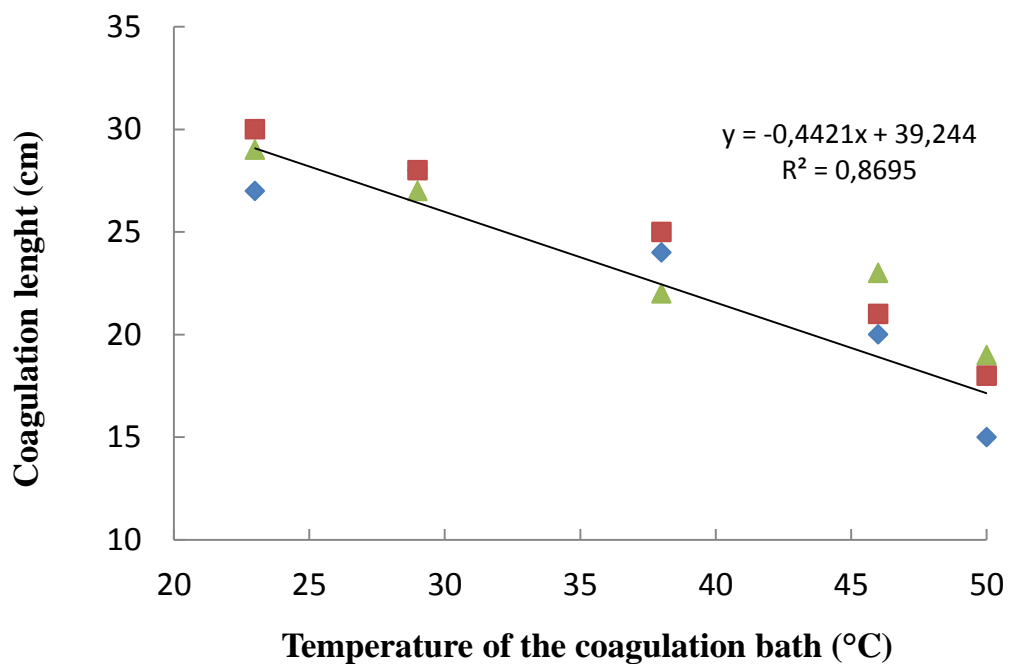 35
30
25
20
15
10
Coagulation lenght (cm)
y = -0,4421x + 39,244
R² = 0,8695
20 25 30 35 40 45 50
Temperature of the coagulation bath (°C)